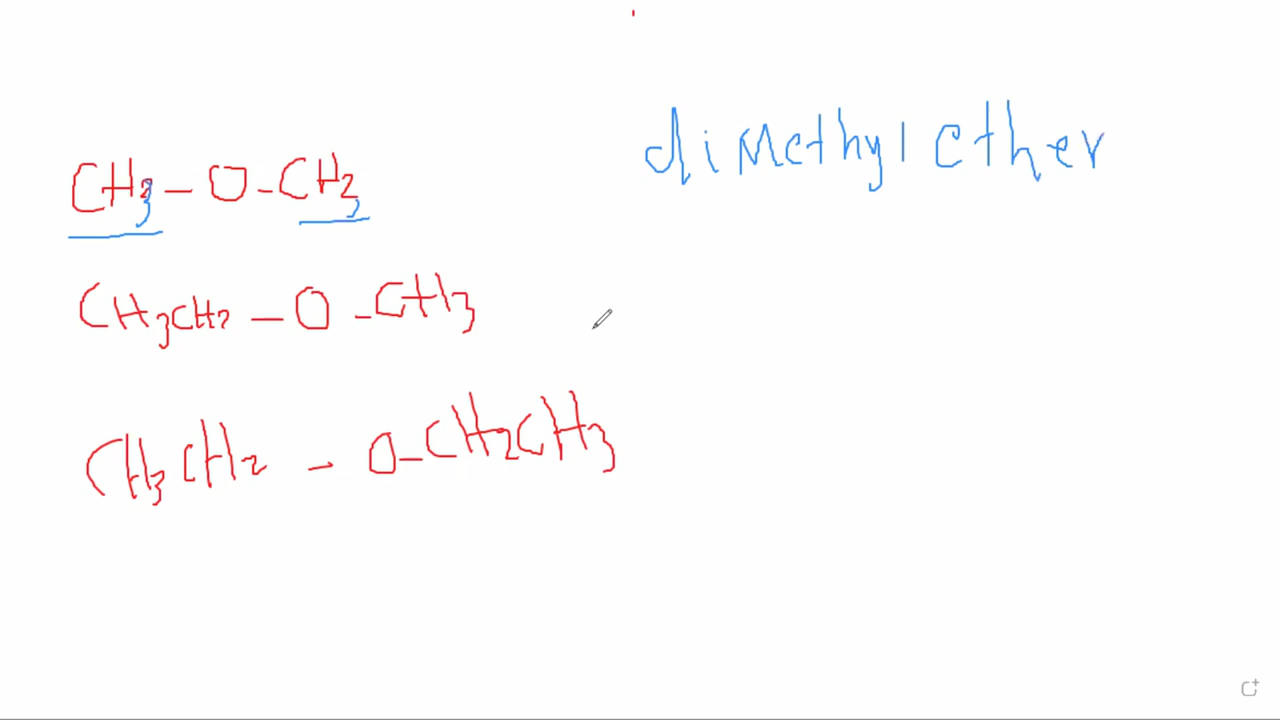 CH3 - O - CH3
dimethyl ether
CH3CH2 - O - CH3
CH3CH2 - O - CH2CH3